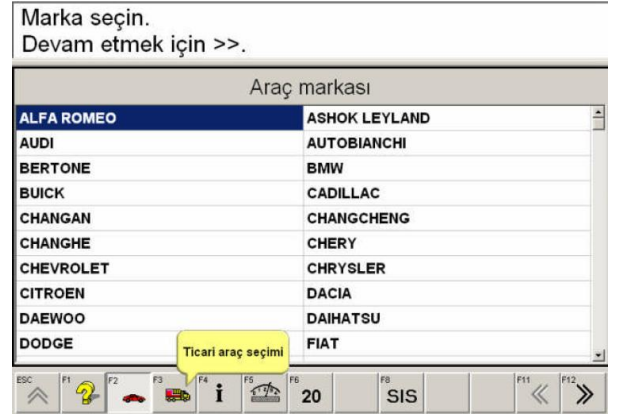 Marka seçin.
Devam etmek için >>.
Araç markası
ALFA ROMEO ASHOK LEYLAND
AUDI AUTOBIANCHI
BERTONE BMW
BUICK CADILLAC
CHANGAN CHANGCHENG
CHANGHE CHERY
CHEVROLET CHRYSLER
CITROEN DACIA
DAEWOO DAIHATSU
DODGE FIAT
Ticari araç seçimi
ESC F1 F2 F3 F4 F5 F6 F8 F11 F12
i 20 SIS